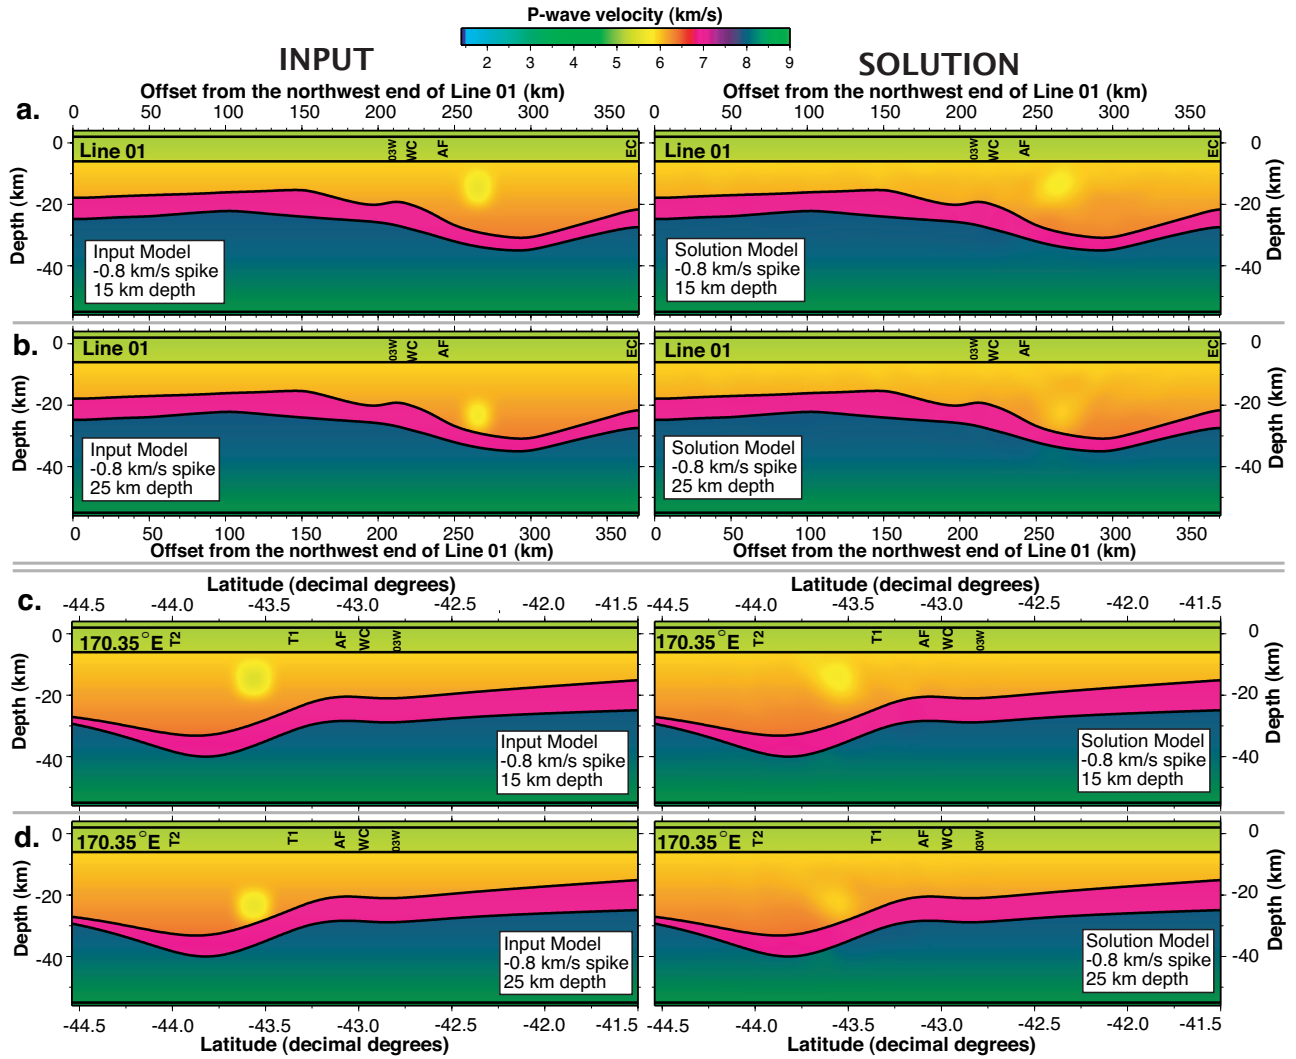 P-wave velocity (km/s)
2 3 4 5 6 7 8 9
INPUT
SOLUTION
Offset from the northwest end of Line 01 (km)
Offset from the northwest end of Line 01 (km)
a.
0 50 100 150 200 250 300 350
0 50 100 150 200 250 300 350
Depth (km)
0
-20
-40
Line 01
03W
WC
AF
EC
Input Model
-0.8 km/s spike
15 km depth
Line 01
03W
WC
AF
EC
Solution Model
-0.8 km/s spike
15 km depth
0
-20
-40
Depth (km)
b.
Depth (km)
0
-20
-40
Line 01
03W
WC
AF
EC
Input Model
-0.8 km/s spike
25 km depth
Line 01
03W
WC
AF
EC
Solution Model
-0.8 km/s spike
25 km depth
0
-20
-40
Depth (km)
0 50 100 150 200 250 300 350
0 50 100 150 200 250 300 350
Offset from the northwest end of Line 01 (km)
Offset from the northwest end of Line 01 (km)
Latitude (decimal degrees)
Latitude (decimal degrees)
c.
-44.5 -44.0 -43.5 -43.0 -42.5 -42.0 -41.5
-44.5 -44.0 -43.5 -43.0 -42.5 -42.0 -41.5
Depth (km)
0
-20
-40
170.35°E
T2
T1
AF
WC
03W
Input Model
-0.8 km/s spike
15 km depth
170.35°E
T2
T1
AF
WC
03W
Solution Model
-0.8 km/s spike
15 km depth
0
-20
-40
Depth (km)
d.
Depth (km)
0
-20
-40
170.35°E
T2
T1
AF
WC
03W
Input Model
-0.8 km/s spike
25 km depth
170.35°E
T2
T1
AF
WC
03W
Solution Model
-0.8 km/s spike
25 km depth
0
-20
-40
Depth (km)
-44.5 -44.0 -43.5 -43.0 -42.5 -42.0 -41.5
-44.5 -44.0 -43.5 -43.0 -42.5 -42.0 -41.5
Latitude (decimal degrees)
Latitude (decimal degrees)